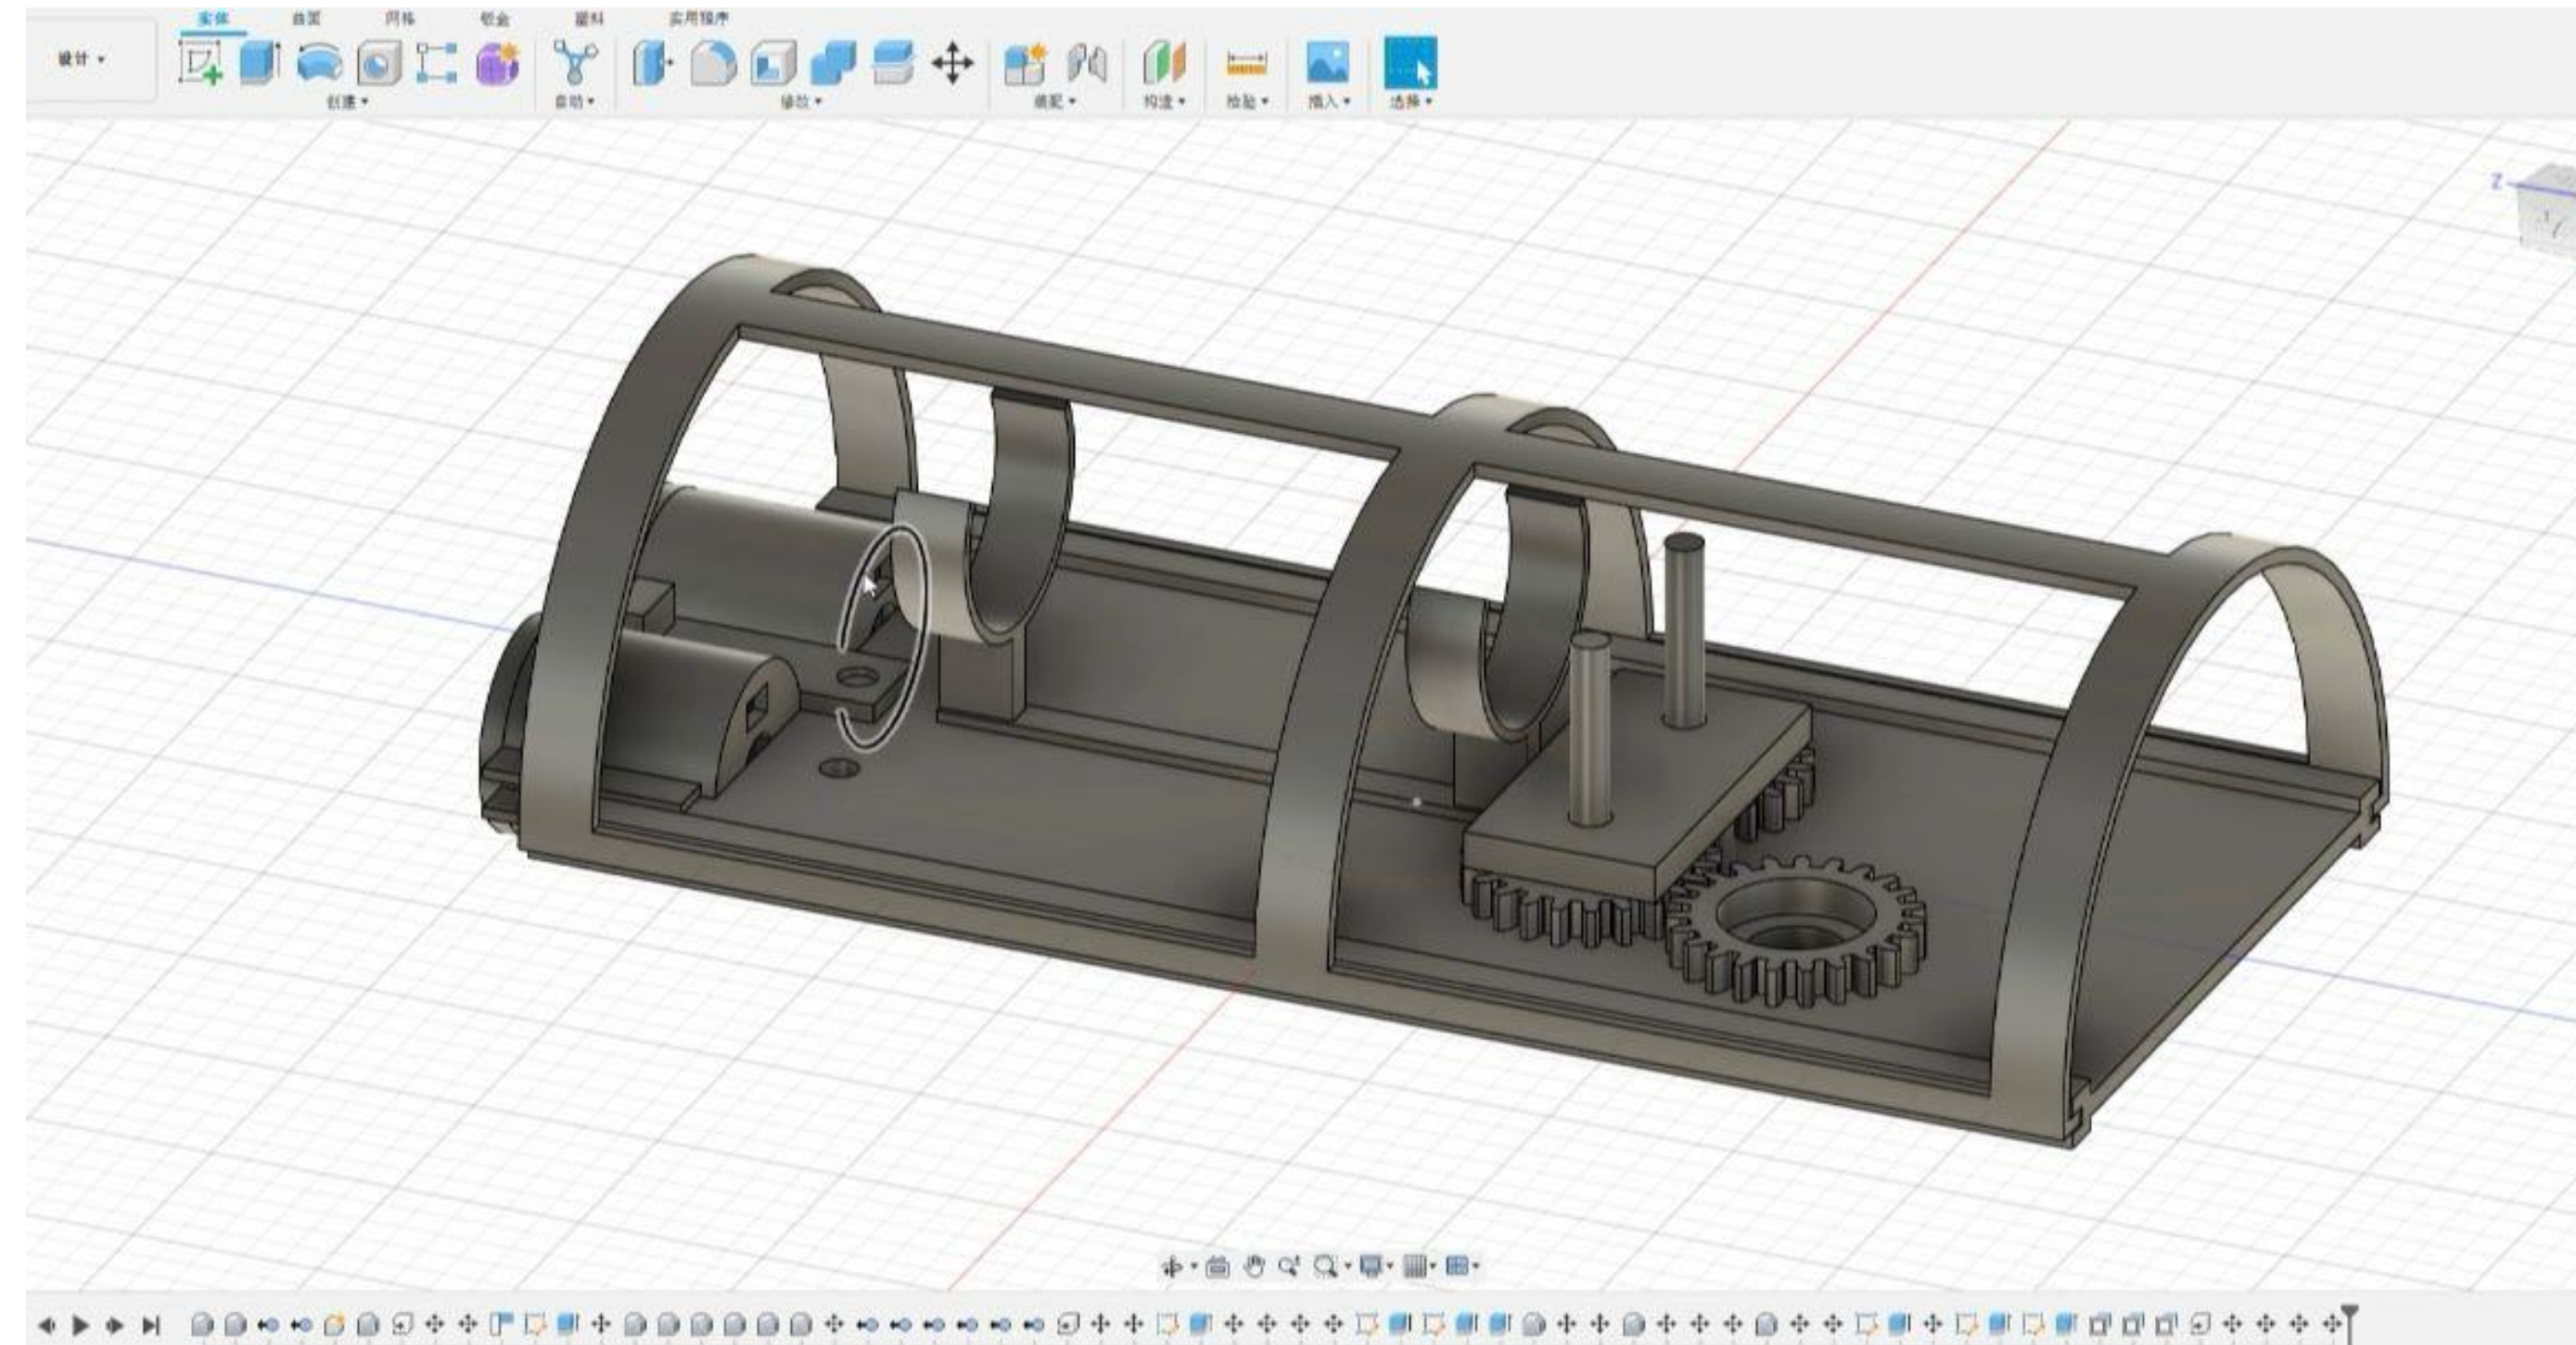 实体 曲面 网格 钣金 塑料 实用程序
设计
创建 自动 修改 装配 构造 检验 插入 选择
Z